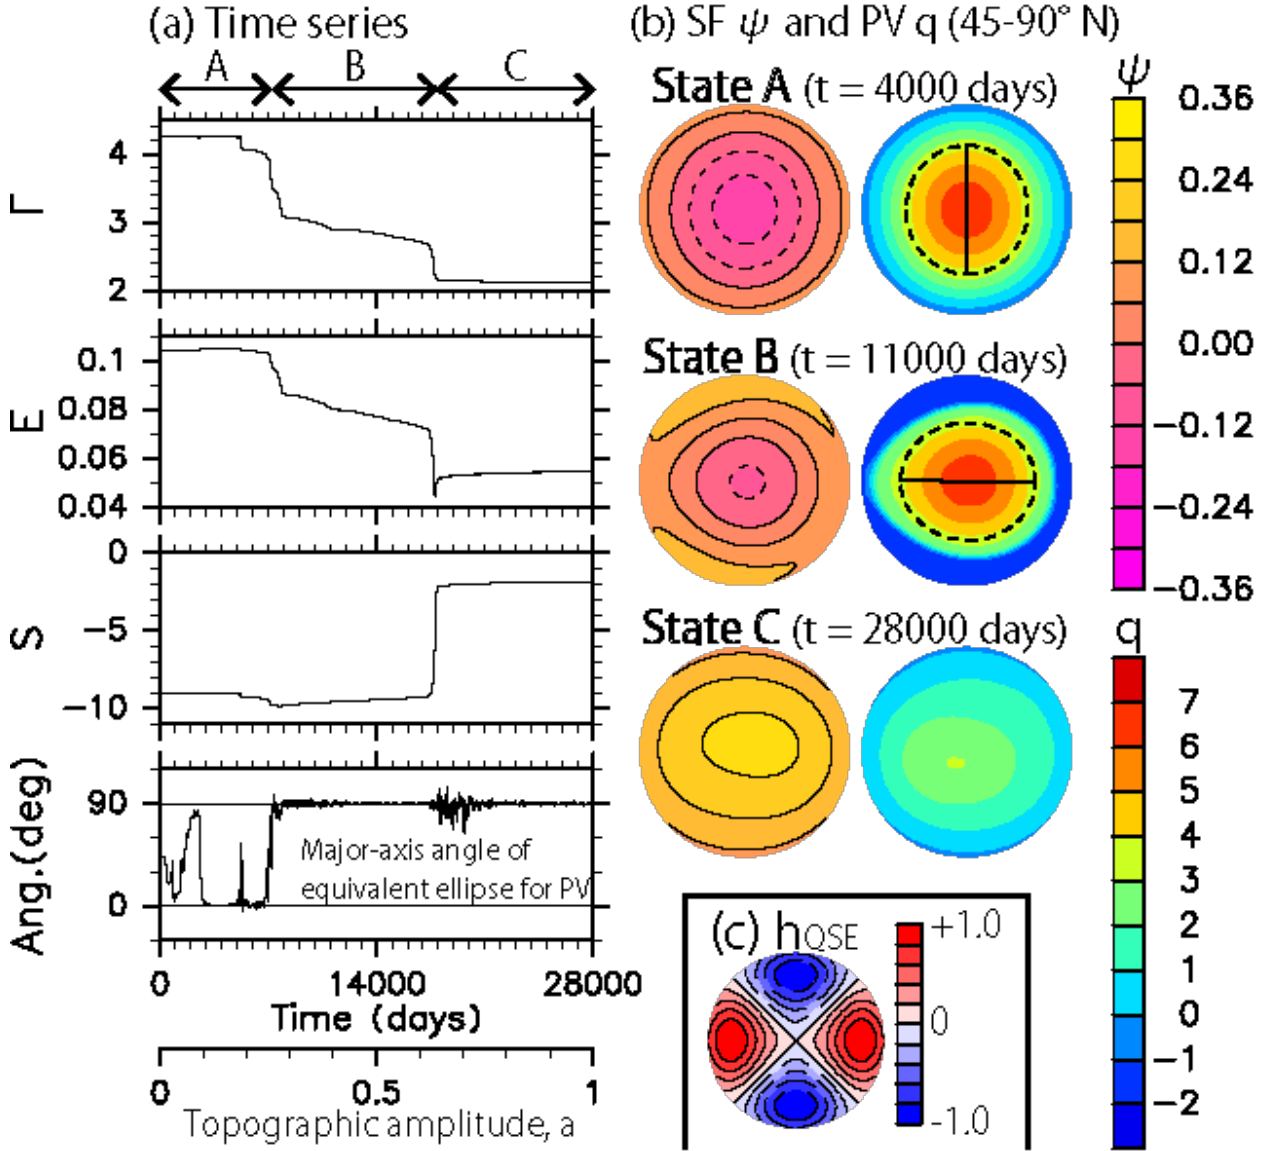 (a) Time series
A B C
Γ
4
3
2
E
0.1
0.08
0.06
0.04
S
0
−5
−10
Ang.(deg)
90
0
Major-axis angle of
equivalent ellipse for PV
0 14000 28000
Time (days)
0 0.5 1
Topographic amplitude, a
(b) SF ψ and PV q (45-90° N)
State A (t = 4000 days)
State B (t = 11000 days)
State C (t = 28000 days)
ψ
0.36
0.24
0.12
0.00
−0.12
−0.24
−0.36
q
7
6
5
4
3
2
1
0
−1
−2
(c) hQSE
+1.0
0
-1.0